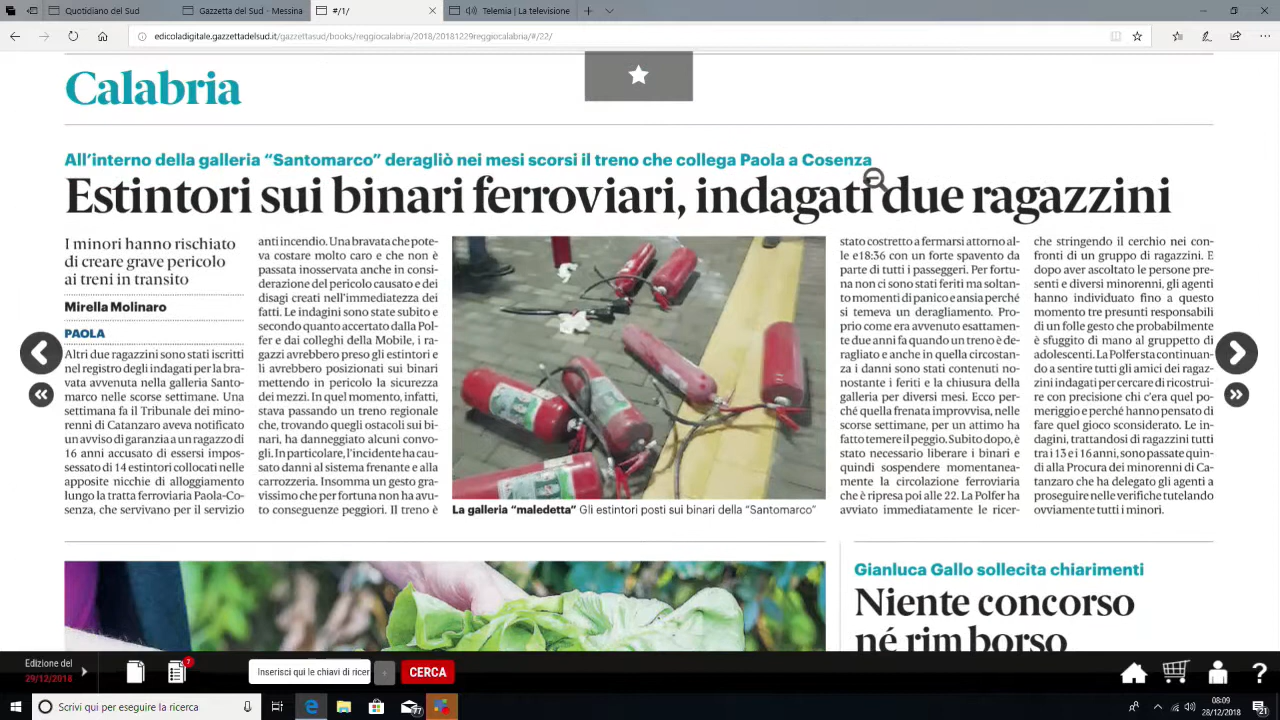 #/1
Telemia
Spread OK
edicoladigitale.gazzettadelsud.it/gazzettasud/books/reggiocalabria/2018/20181229reggiocalabria/#/22/
Calabria
All'interno della galleria “Santomarco” deragliò nei mesi scorsi il treno che collega Paola a Cosenza
Estintori sui binari ferroviari, indagati due ragazzini
I minori hanno rischiato
di creare grave pericolo
ai treni in transito
Mirella Molinaro
PAOLA
Altri due ragazzini sono stati iscritti
nel registro degli indagati per la bra-
vata avvenuta nella galleria Santo-
marco nelle scorse settimane. Una
settimana fa il Tribunale dei mino-
renni di Catanzaro aveva notificato
un avviso di garanzia a un ragazzo di
16 anni accusato di essersi impos-
sessato di 14 estintori collocati nelle
apposite nicchie di alloggiamento
lungo la tratta ferroviaria Paola-Co-
senza, che servivano per il servizio
anti incendio. Una bravata che pote-
va costare molto caro e che non è
passata inosservata anche in consi-
derazione del pericolo causato e dei
disagi creati nell'immediatezza dei
fatti. Le indagini sono state subito e
secondo quanto accertato dalla Pol-
fer e dai colleghi della Mobile, i ra-
gazzi avrebbero preso gli estintori e
li avrebbero posizionati sui binari
mettendo in pericolo la sicurezza
dei mezzi. In quel momento, infatti,
stava passando un treno regionale
che, trovando quegli ostacoli sui bi-
nari, ha danneggiato alcuni convo-
gli. In particolare, l'incidente ha cau-
sato danni al sistema frenante e alla
carrozzeria. Insomma un gesto gra-
vissimo che per fortuna non ha avu-
to conseguenze peggiori. Il treno è
La galleria “maledetta” Gli estintori posti sui binari della “Santomarco”
stato costretto a fermarsi attorno al-
le e18:36 con un forte spavento da
parte di tutti i passeggeri. Per fortu-
na non ci sono stati feriti ma soltan-
to momenti di panico e ansia perché
si temeva un deragliamento. Pro-
prio come era avvenuto esattamen-
te due anni fa quando un treno è de-
ragliato e anche in quella circostan-
za i danni sono stati contenuti no-
nostante i feriti e la chiusura della
galleria per diversi mesi. Ecco per-
ché quella frenata improvvisa, nelle
scorse settimane, per un attimo ha
fatto temere il peggio. Subito dopo, è
stato necessario liberare i binari e
quindi sospendere momentanea-
mente la circolazione ferroviaria
che è ripresa poi alle 22. La Polfer ha
avviato immediatamente le ricer-
che stringendo il cerchio nei con-
fronti di un gruppo di ragazzini. E
dopo aver ascoltato le persone pre-
senti e diversi minorenni, gli agenti
hanno individuato fino a questo
momento tre presunti responsabili
di un folle gesto che probabilmente
è sfuggito di mano al gruppetto di
adolescenti. La Polfer sta continuan-
do a sentire tutti gli amici dei ragaz-
zini indagati per cercare di ricostrui-
re con precisione chi c'era quel po-
meriggio e perché hanno pensato di
fare quel gioco sconsiderato. Le in-
dagini, trattandosi di ragazzini tutti
tra i 13 ei 16 anni, sono passate quin-
di alla Procura dei minorenni di Ca-
tanzaro che ha delegato gli agenti a
proseguire nelle verifiche tutelando
ovviamente tutti i minori.
Gianluca Gallo sollecita chiarimenti
Niente concorso
né rimborso
Edizione del
29/12/2018
7
Inserisci qui le chiavi di ricer
+
CERCA
?
Scrivi qui per eseguire la ricerca
08:09
28/12/2018